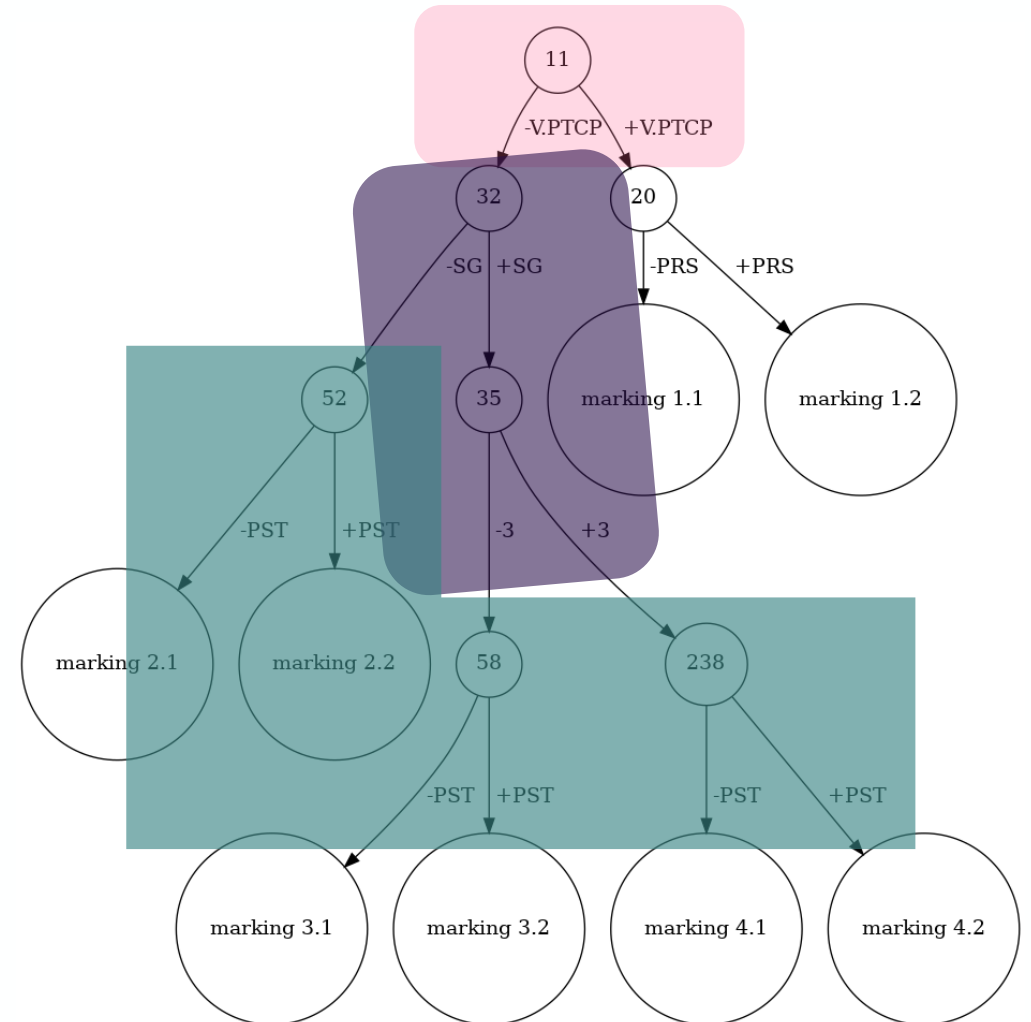 11
-V.PTCP +V.PTCP
32 20
-SG +SG -PRS +PRS
52 35 marking 1.1 marking 1.2
-PST +PST -3 +3
marking 2.1 marking 2.2 58 238
-PST +PST -PST +PST
marking 3.1 marking 3.2 marking 4.1 marking 4.2